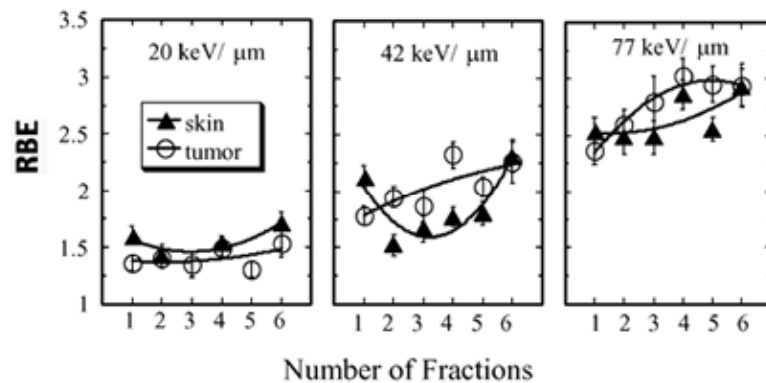 3.5
3
2.5
2
1.5
1
RBE
20 keV/ μm
42 keV/ μm
77 keV/ μm
skin
tumor
1 2 3 4 5 6
1 2 3 4 5 6
1 2 3 4 5 6
Number of Fractions